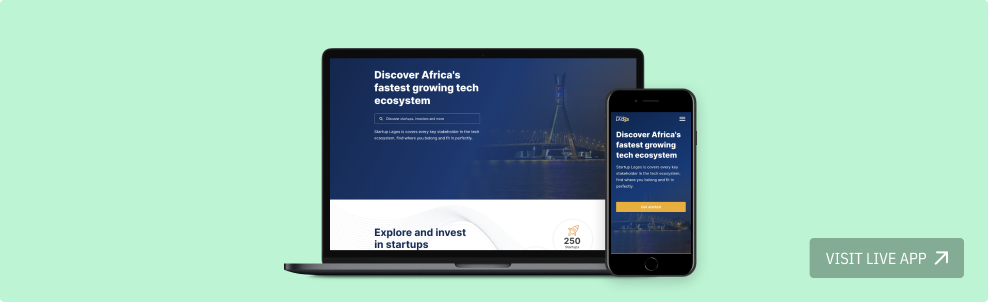 Discover Africa's
fastest growing tech
ecosystem
Discover startups, investors and more
Startup Lagos is covers every key stakeholder in the tech
ecosystem, find where you belong and fit in perfectly.
Explore and invest
in startups
250
Startups
Discover Africa's
fastest growing
tech ecosystem
Startup Lagos is covers every key
stakeholder in the tech ecosystem,
find where you belong and fit in
perfectly.
Get started
VISIT LIVE APP